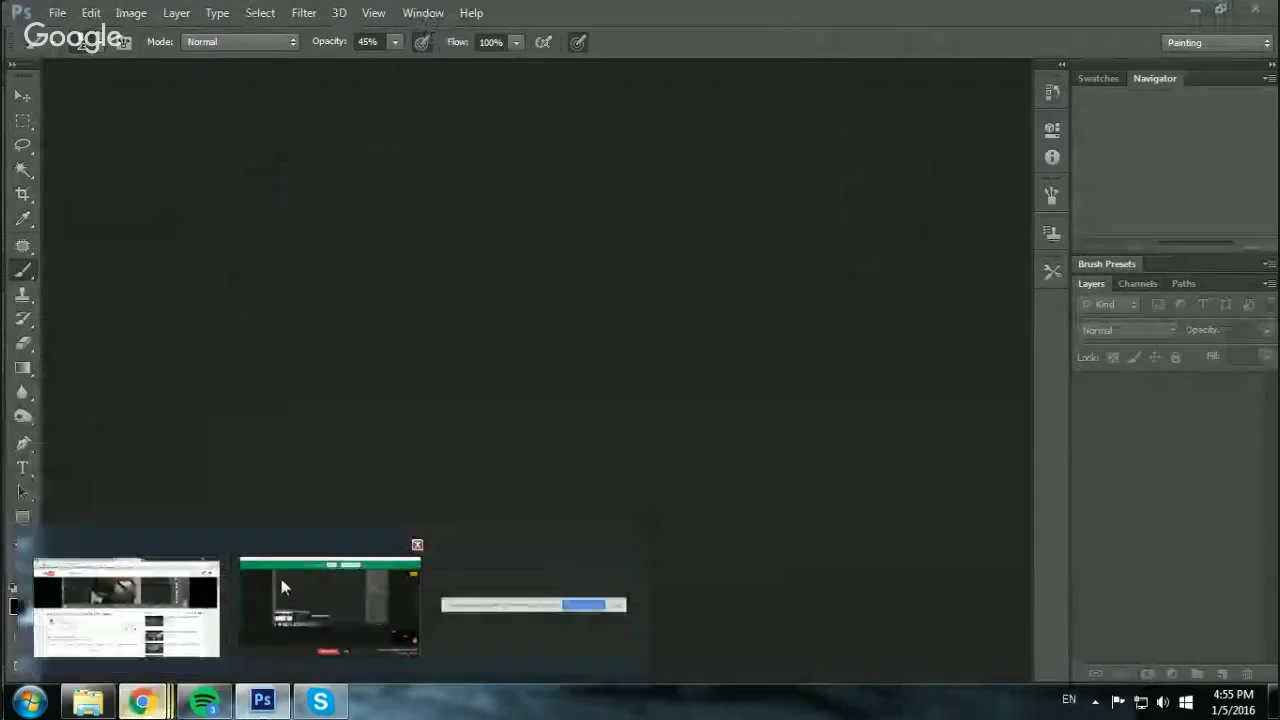 Ps File Edit Image Layer Type Select Filter 3D View Window Help
Google
Mode: Normal Opacity: 45% Flow: 100% Painting
Swatches Navigator
Brush Presets
Layers Channels Paths
Kind
Normal Opacity:
Lock: Fill:
EN 4:55 PM
1/5/2016